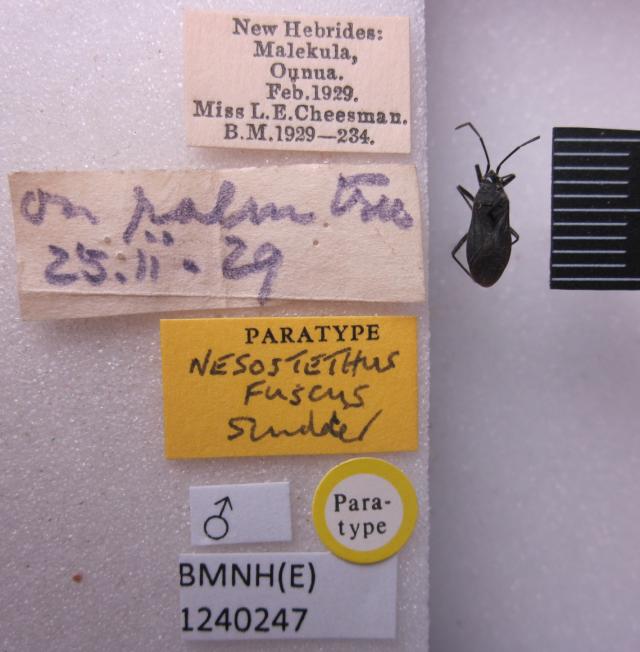 New Hebrides:
Malekula,
Ounua.
Feb.1929.
Miss L.E.Cheesman.
B.M.1929—234.
on palm tree
25.ii.29
PARATYPE
NESOSTETHUS
FUSCUS
Scudder
♂
Para-
type
BMNH(E)
1240247